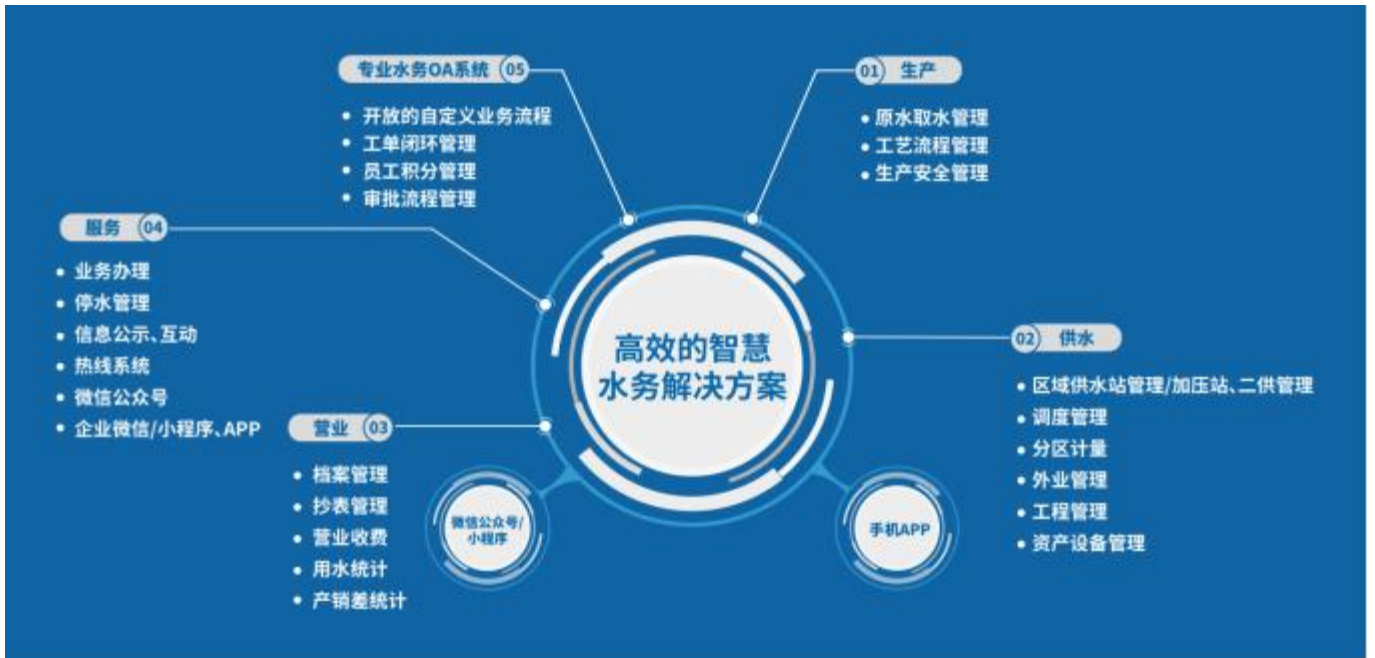 专业水务OA系统 05
开放的自定义业务流程
工单闭环管理
员工积分管理
审批流程管理
01 生产
原水取水管理
工艺流程管理
生产安全管理
服务 04
业务办理
停水管理
信息公示、互动
热线系统
微信公众号
企业微信/小程序、APP
高效的智慧
水务解决方案
02 供水
区域供水站管理/加压站、二供管理
调度管理
分区计量
外业管理
工程管理
资产设备管理
营业 03
档案管理
抄表管理
营业收费
用水统计
产销差统计
微信公众号/
小程序
手机APP